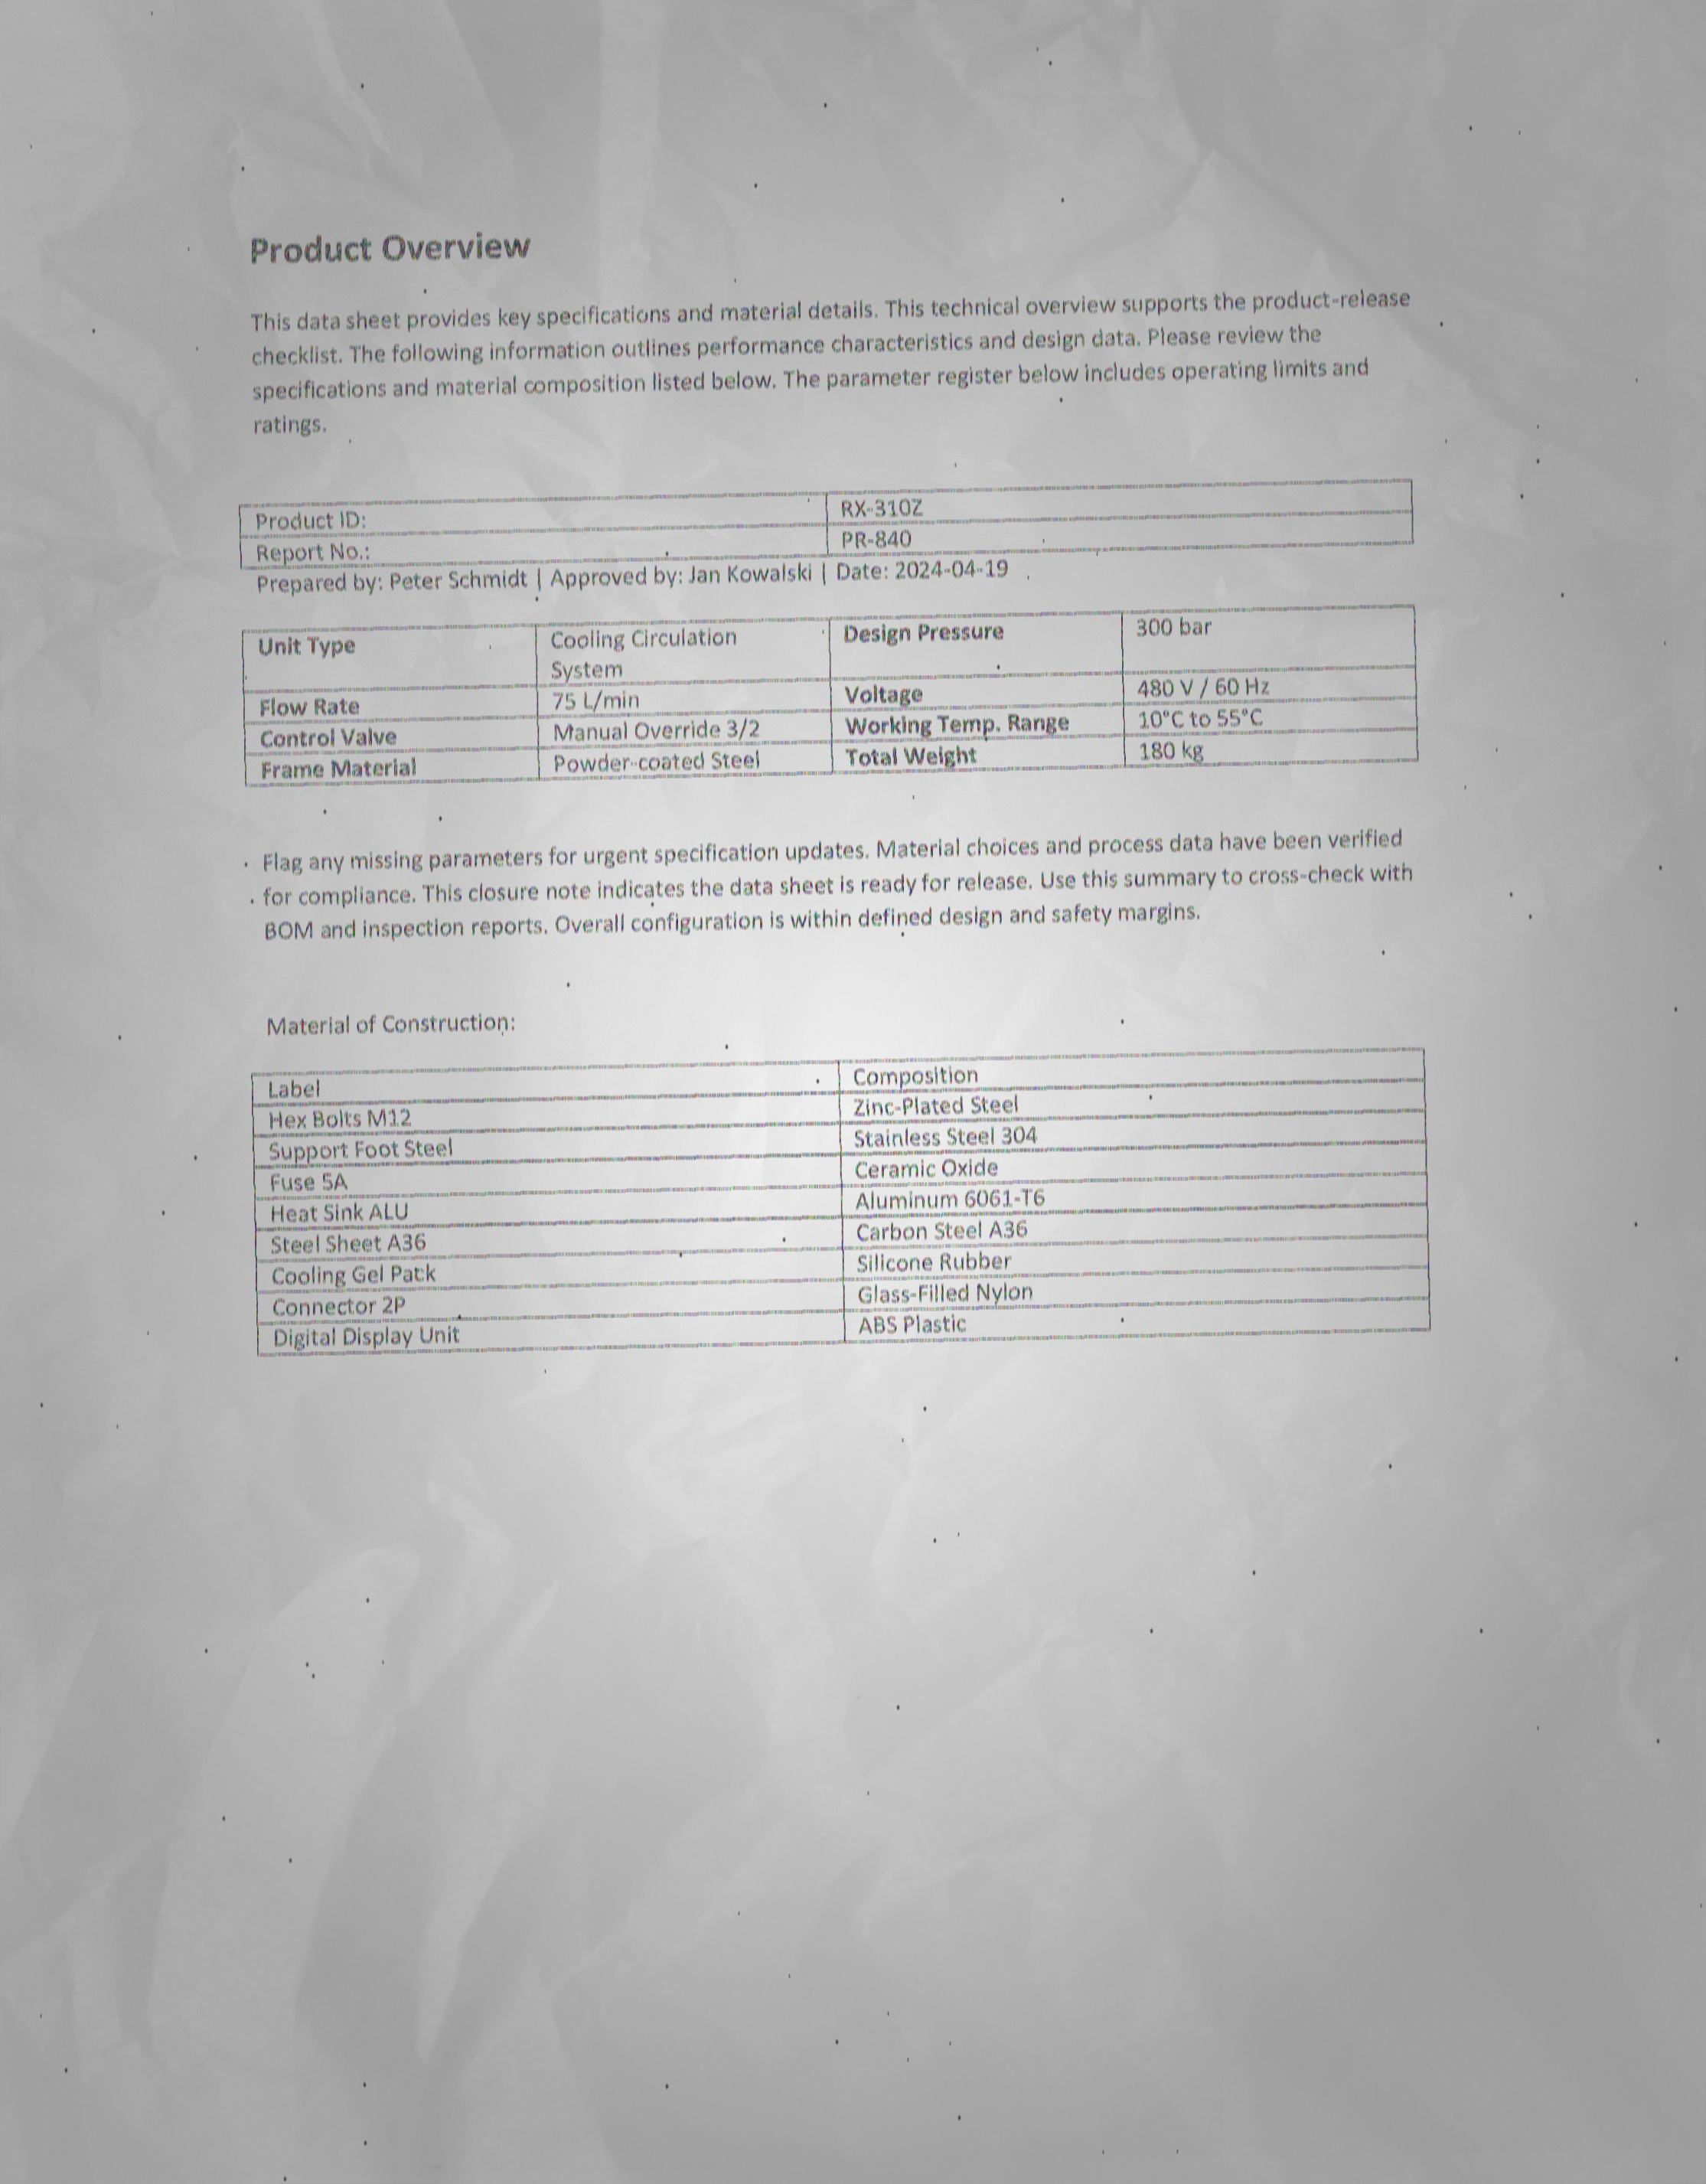 Product Overview
This data sheet provides key specifications and material details. This technical overview supports the product-release
checklist. The following information outlines performance characteristics and design data. Please review the
specifications and material composition listed below. The parameter register below includes operating limits and
ratings.
Product ID: RX-310Z
Report No.: PR-840
Prepared by: Peter Schmidt | Approved by: Jan Kowalski | Date: 2024-04-19
Unit Type Cooling Circulation System Design Pressure 300 bar
Flow Rate 75 L/min Voltage 480 V / 60 Hz
Control Valve Manual Override 3/2 Working Temp. Range 10°C to 55°C
Frame Material Powder-coated Steel Total Weight 180 kg
Flag any missing parameters for urgent specification updates. Material choices and process data have been verified
for compliance. This closure note indicates the data sheet is ready for release. Use this summary to cross-check with
BOM and inspection reports. Overall configuration is within defined design and safety margins.
Material of Construction:
Label Composition
Hex Bolts M12 Zinc-Plated Steel
Support Foot Steel Stainless Steel 304
Fuse 5A Ceramic Oxide
Heat Sink ALU Aluminum 6061-T6
Steel Sheet A36 Carbon Steel A36
Cooling Gel Pack Silicone Rubber
Connector 2P Glass-Filled Nylon
Digital Display Unit ABS Plastic